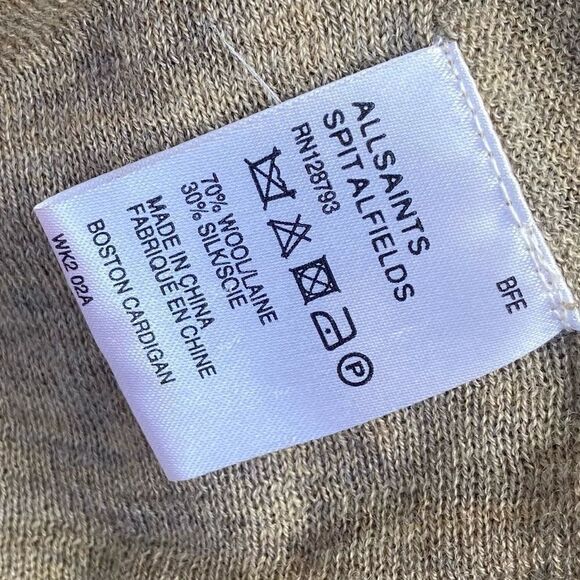 ALLSAINTS
SPITALFIELDS
RN128793
P
70% WOOL/LAINE
30% SILK/SOIE
MADE IN CHINA
FABRIQUÉ EN CHINE
BOSTON CARDIGAN
WK2 02A
BFE